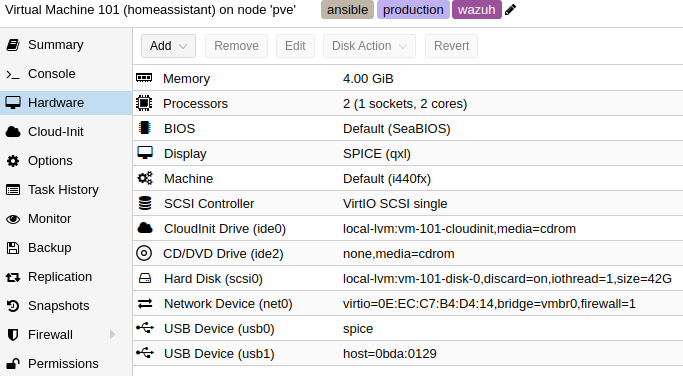 Virtual Machine 101 (homeassistant) on node 'pve' ansible production wazuh
Summary
Console
Hardware
Cloud-Init
Options
Task History
Monitor
Backup
Replication
Snapshots
Firewall
Permissions
Add Remove Edit Disk Action Revert
Memory 4.00 GiB
Processors 2 (1 sockets, 2 cores)
BIOS Default (SeaBIOS)
Display SPICE (qxl)
Machine Default (i440fx)
SCSI Controller VirtIO SCSI single
CloudInit Drive (ide0) local-lvm:vm-101-cloudinit,media=cdrom
CD/DVD Drive (ide2) none,media=cdrom
Hard Disk (scsi0) local-lvm:vm-101-disk-0,discard=on,iothread=1,size=42G
Network Device (net0) virtio=0E:EC:C7:B4:D4:14,bridge=vmbr0,firewall=1
USB Device (usb0) spice
USB Device (usb1) host=0bda:0129